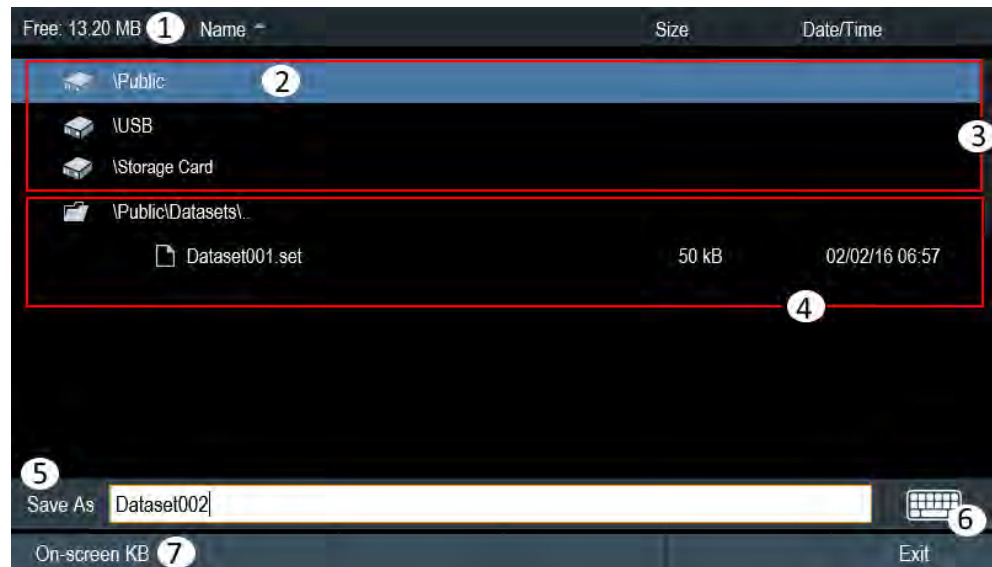 Free: 13.20 MB 1 Name Size Date/Time
\Public 2
\USB
3
\Storage Card
\Public\Datasets\..
Dataset001.set 50 kB 02/02/16 06:57
4
5
Save As Dataset002
6
On-screen KB 7 Exit